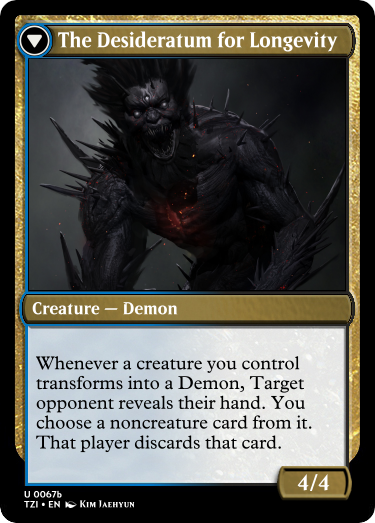 The Desideratum for Longevity
Creature — Demon
Whenever a creature you control
transforms into a Demon, Target
opponent reveals their hand. You
choose a noncreature card from it.
That player discards that card.
4/4
U 0067b
TZI • EN Kim Jaehyun